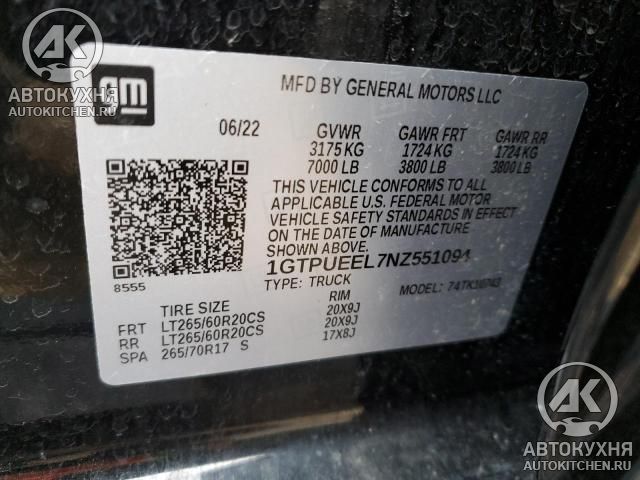 AK
АВТОКУХНЯ
AUTOKITCHEN.RU
gm
MFD BY GENERAL MOTORS LLC
06/22 GVWR GAWR FRT GAWR RR
3175 KG 1724 KG 1724 KG
7000 LB 3800 LB 3800 LB
THIS VEHICLE CONFORMS TO ALL
APPLICABLE U.S. FEDERAL MOTOR
VEHICLE SAFETY STANDARDS IN EFFECT
ON THE DATE OF MANUFACTURE
SHOWN ABOVE.
1GTPUEEL7NZ551094
8555 TYPE: TRUCK MODEL:
TIRE SIZE RIM
FRT LT265/60R20CS 20X9J
RR LT265/60R20CS 20X9J
SPA 265/70R17 S 17X8J
AK
АВТОКУХНЯ
AUTOKITCHEN.RU